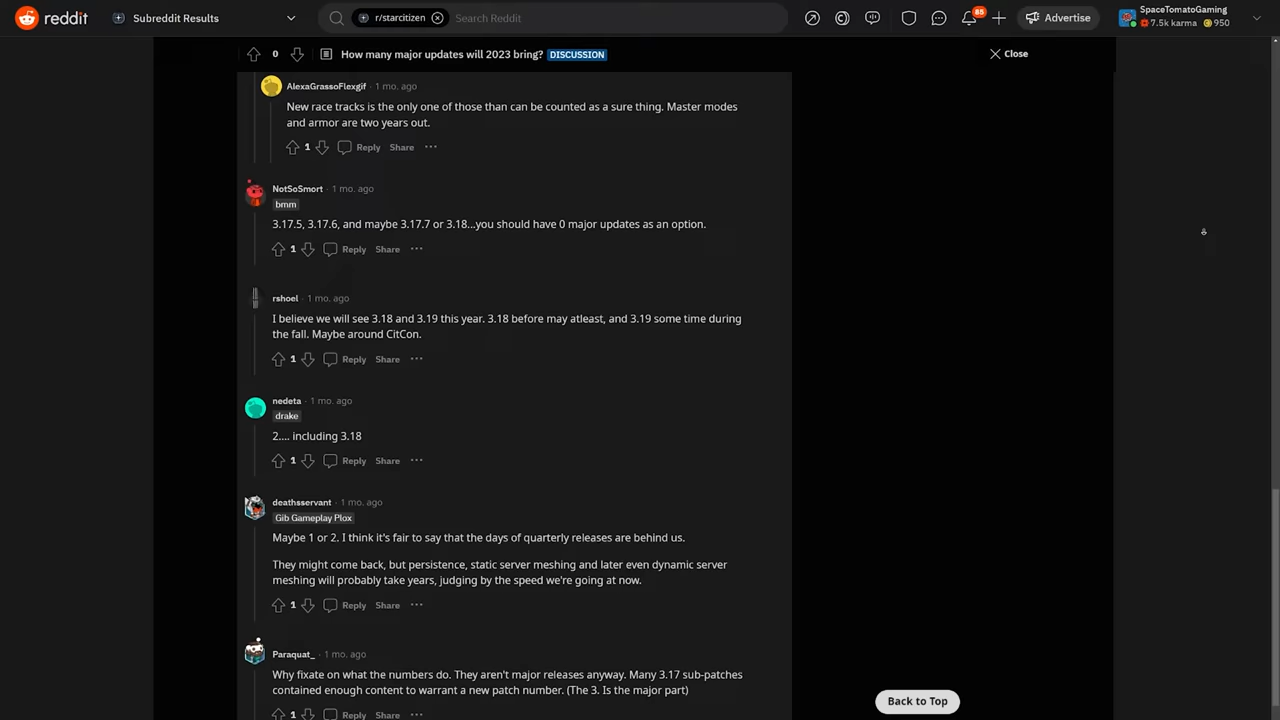 reddit
Subreddit Results
r/starcitizen
Search Reddit
85
Advertise
SpaceTomatoGaming
7.5k karma
950
0
How many major updates will 2023 bring? DISCUSSION
Close
AlexaGrassoFlexgif · 1 mo. ago
New race tracks is the only one of those than can be counted as a sure thing. Master modes
and armor are two years out.
1 Reply Share ···
NotSoSmort · 1 mo. ago
bmm
3.17.5, 3.17.6, and maybe 3.17.7 or 3.18...you should have 0 major updates as an option.
1 Reply Share ···
rshoel · 1 mo. ago
I believe we will see 3.18 and 3.19 this year. 3.18 before may atleast, and 3.19 some time during
the fall. Maybe around CitCon.
1 Reply Share ···
nedeta · 1 mo. ago
drake
2.... including 3.18
1 Reply Share ···
deathsservant · 1 mo. ago
Gib Gameplay Plox
Maybe 1 or 2. I think it's fair to say that the days of quarterly releases are behind us.
They might come back, but persistence, static server meshing and later even dynamic server
meshing will probably take years, judging by the speed we're going at now.
1 Reply Share ···
Paraquat_ · 1 mo. ago
Why fixate on what the numbers do. They aren't major releases anyway. Many 3.17 sub-patches
contained enough content to warrant a new patch number. (The 3. Is the major part)
1 Reply Share ···
Back to Top